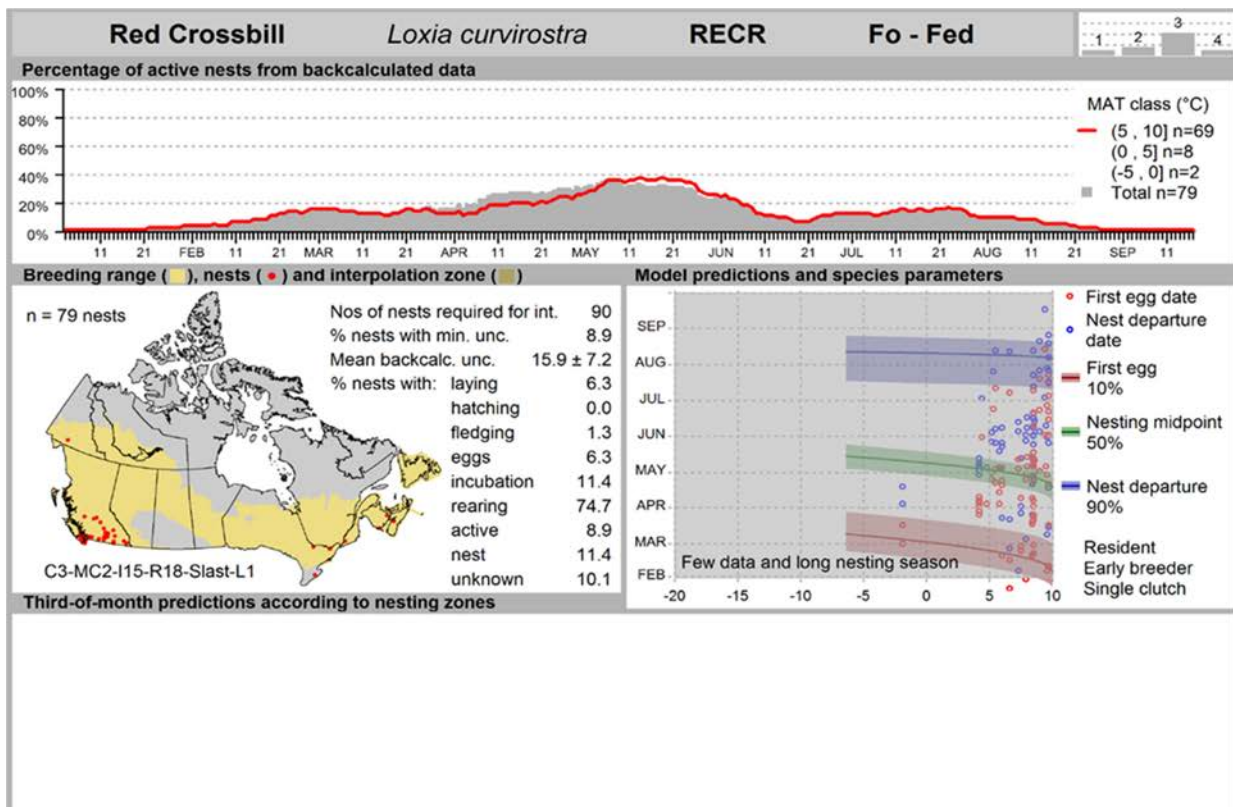 Red Crossbill Loxia curvirostra RECR Fo - Fed
1 2 3 4
Percentage of active nests from backcalculated data
100%
80%
60%
40%
20%
0%
MAT class (°C)
(5 , 10] n=69
(0 , 5] n=8
(-5 , 0] n=2
Total n=79
11 21 FEB 11 21 MAR 11 21 APR 11 21 MAY 11 21 JUN 11 21 JUL 11 21 AUG 11 21 SEP 11
Breeding range ( ), nests ( ) and interpolation zone ( )
n = 79 nests
Nos of nests required for int. 90
% nests with min. unc. 8.9
Mean backcalc. unc. 15.9 ± 7.2
% nests with: laying 6.3
hatching 0.0
fledging 1.3
eggs 6.3
incubation 11.4
rearing 74.7
active 8.9
nest 11.4
unknown 10.1
C3-MC2-I15-R18-Slast-L1
Model predictions and species parameters
SEP
AUG
JUL
JUN
MAY
APR
MAR
FEB
Few data and long nesting season
-20 -15 -10 -5 0 5 10
First egg date
Nest departure
date
First egg
10%
Nesting midpoint
50%
Nest departure
90%
Resident
Early breeder
Single clutch
Third-of-month predictions according to nesting zones